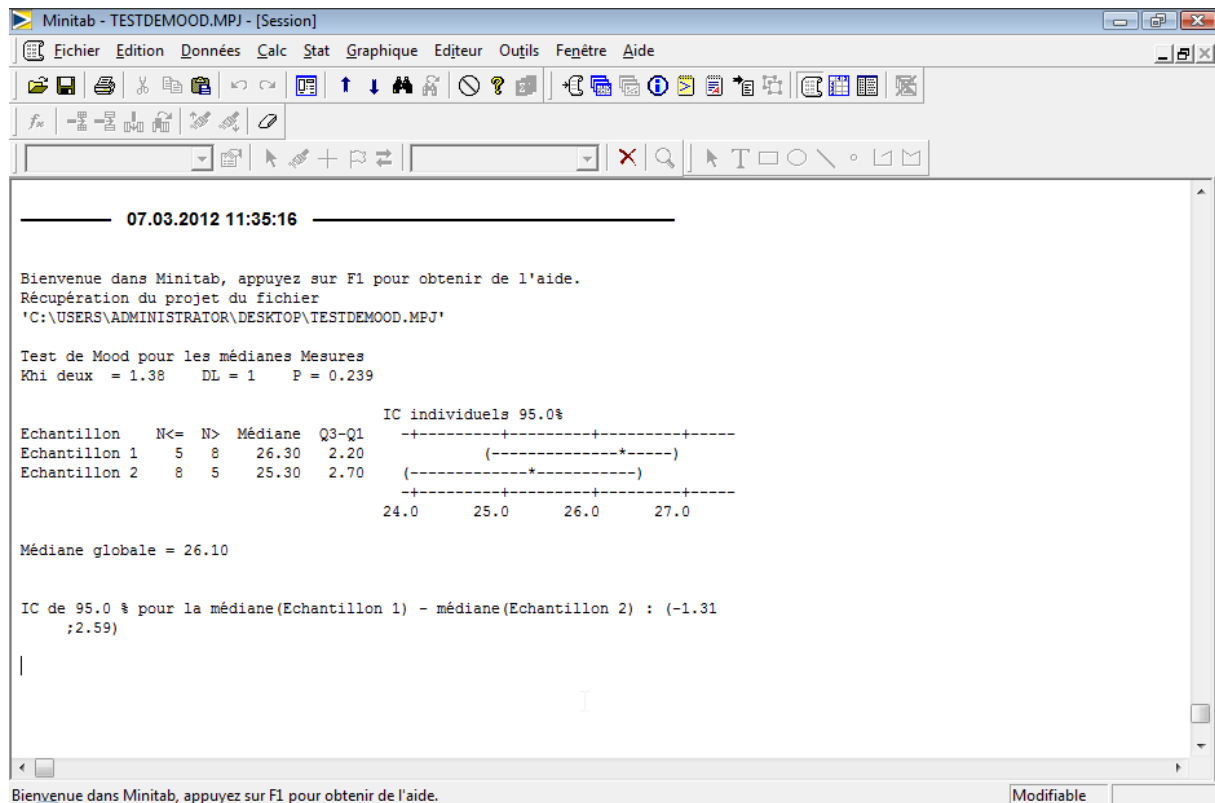 Minitab - TESTDEMOOD.MPJ - [Session]
Fichier Edition Données Calc Stat Graphique Editeur Outils Fenêtre Aide
07.03.2012 11:35:16
Bienvenue dans Minitab, appuyez sur F1 pour obtenir de l'aide.
Récupération du projet du fichier
'C:\USERS\ADMINISTRATOR\DESKTOP\TESTDEMOOD.MPJ'
Test de Mood pour les médianes Mesures
Khi deux = 1.38 DL = 1 P = 0.239
IC individuels 95.0%
Echantillon N<= N> Médiane Q3-Q1 -+---------+---------+---------+-----
Echantillon 1 5 8 26.30 2.20 (--------------*-----)
Echantillon 2 8 5 25.30 2.70 (-------------*-----------)
-+---------+---------+---------+-----
24.0 25.0 26.0 27.0
Médiane globale = 26.10
IC de 95.0 % pour la médiane(Echantillon 1) - médiane(Echantillon 2) : (-1.31
;2.59)
Bienvenue dans Minitab, appuyez sur F1 pour obtenir de l'aide. Modifiable